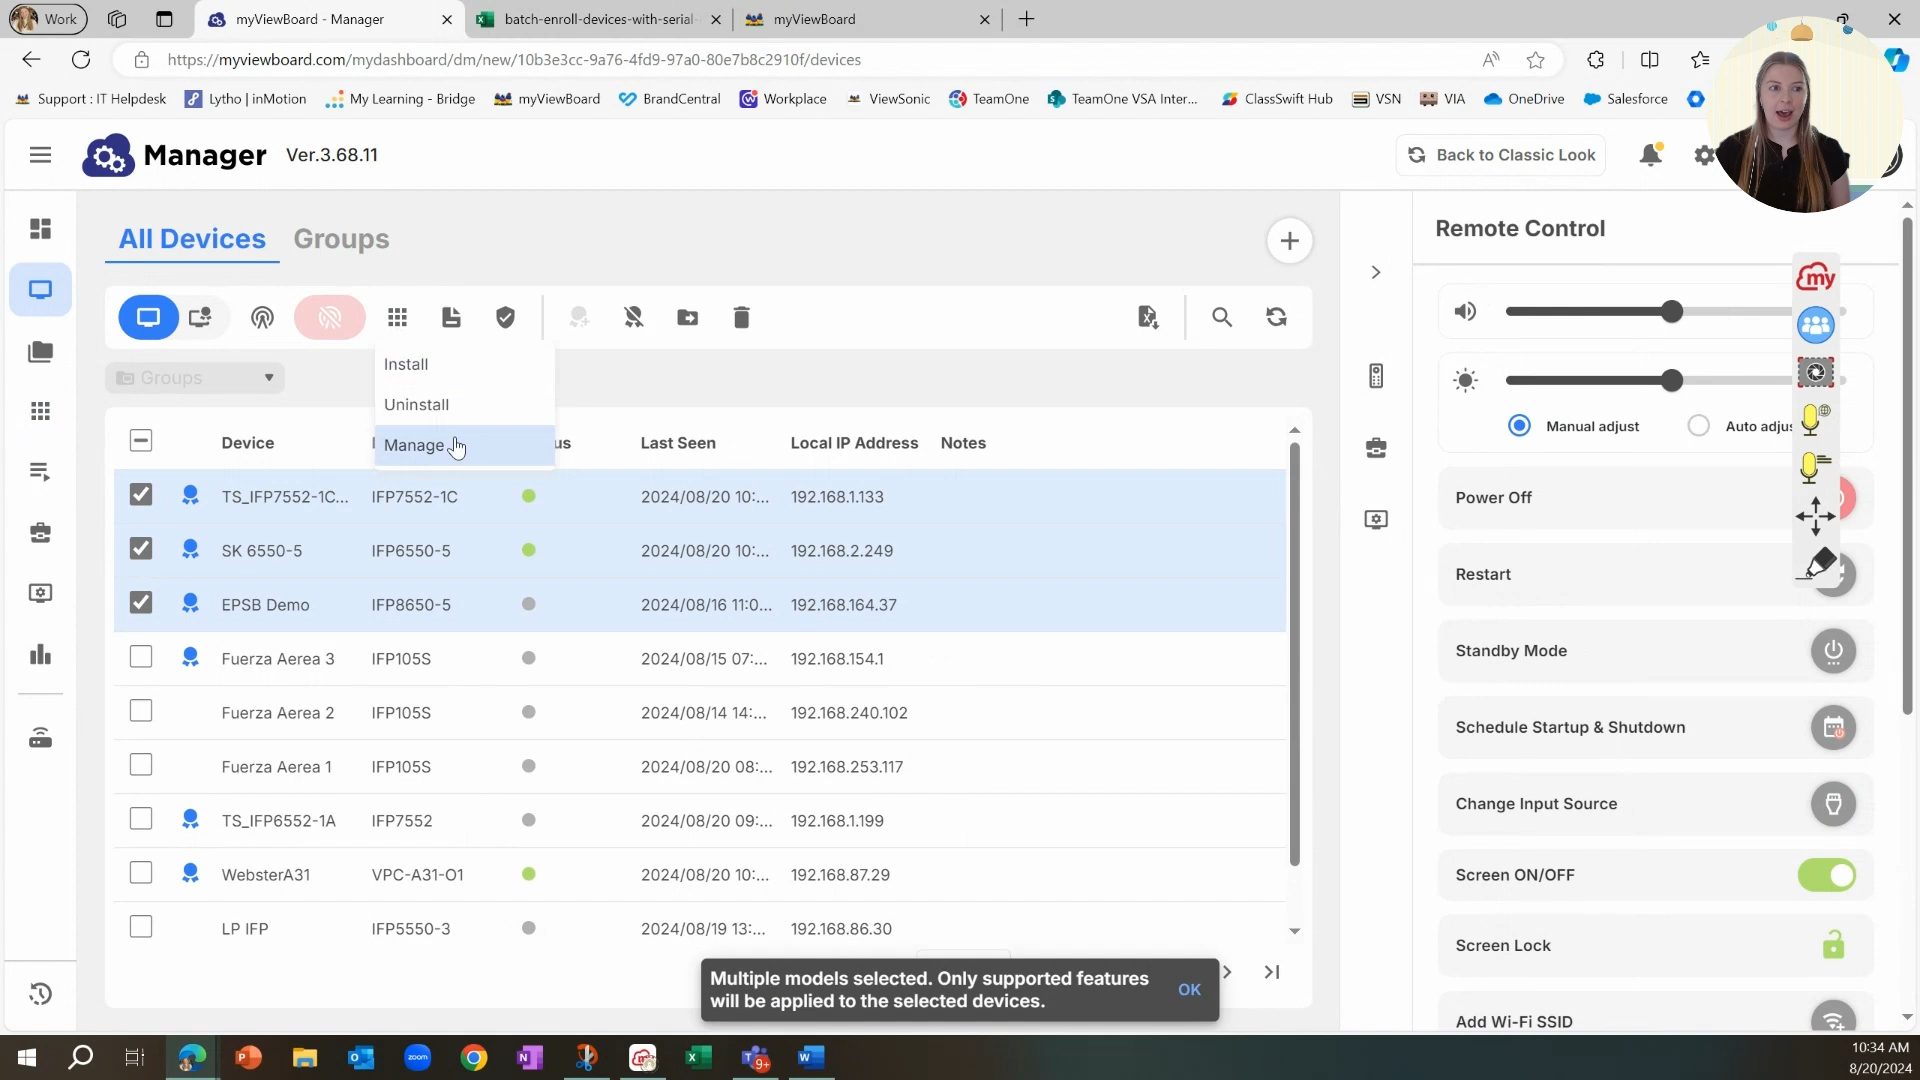 Work
myViewBoard - Manager
batch-enroll-devices-with-serial-
myViewBoard
https://myviewboard.com/mydashboard/dm/new/10b3e3cc-9a76-4fd9-97a0-80e7b8c2910f/devices
Support : IT Helpdesk
Lytho | inMotion
My Learning - Bridge
myViewBoard
BrandCentral
Workplace
ViewSonic
TeamOne
TeamOne VSA Inter...
ClassSwift Hub
VSN
VIA
OneDrive
Salesforce
Manager Ver.3.68.11
Back to Classic Look
All Devices Groups
Groups
Install
Uninstall
Manage
Device us Last Seen Local IP Address Notes
TS_IFP7552-1C... IFP7552-1C 2024/08/20 10:... 192.168.1.133
SK 6550-5 IFP6550-5 2024/08/20 10:... 192.168.2.249
EPSB Demo IFP8650-5 2024/08/16 11:0... 192.168.164.37
Fuerza Aerea 3 IFP105S 2024/08/15 07:... 192.168.154.1
Fuerza Aerea 2 IFP105S 2024/08/14 14:... 192.168.240.102
Fuerza Aerea 1 IFP105S 2024/08/20 08:... 192.168.253.117
TS_IFP6552-1A IFP7552 2024/08/20 09:... 192.168.1.199
WebsterA31 VPC-A31-O1 2024/08/20 10:... 192.168.87.29
LP IFP IFP5550-3 2024/08/19 13:... 192.168.86.30
Multiple models selected. Only supported features
will be applied to the selected devices.
OK
Remote Control
my
Manual adjust Auto adjus
Power Off
Restart
Standby Mode
Schedule Startup & Shutdown
Change Input Source
Screen ON/OFF
Screen Lock
Add Wi-Fi SSID
zoom
9+
10:34 AM
8/20/2024